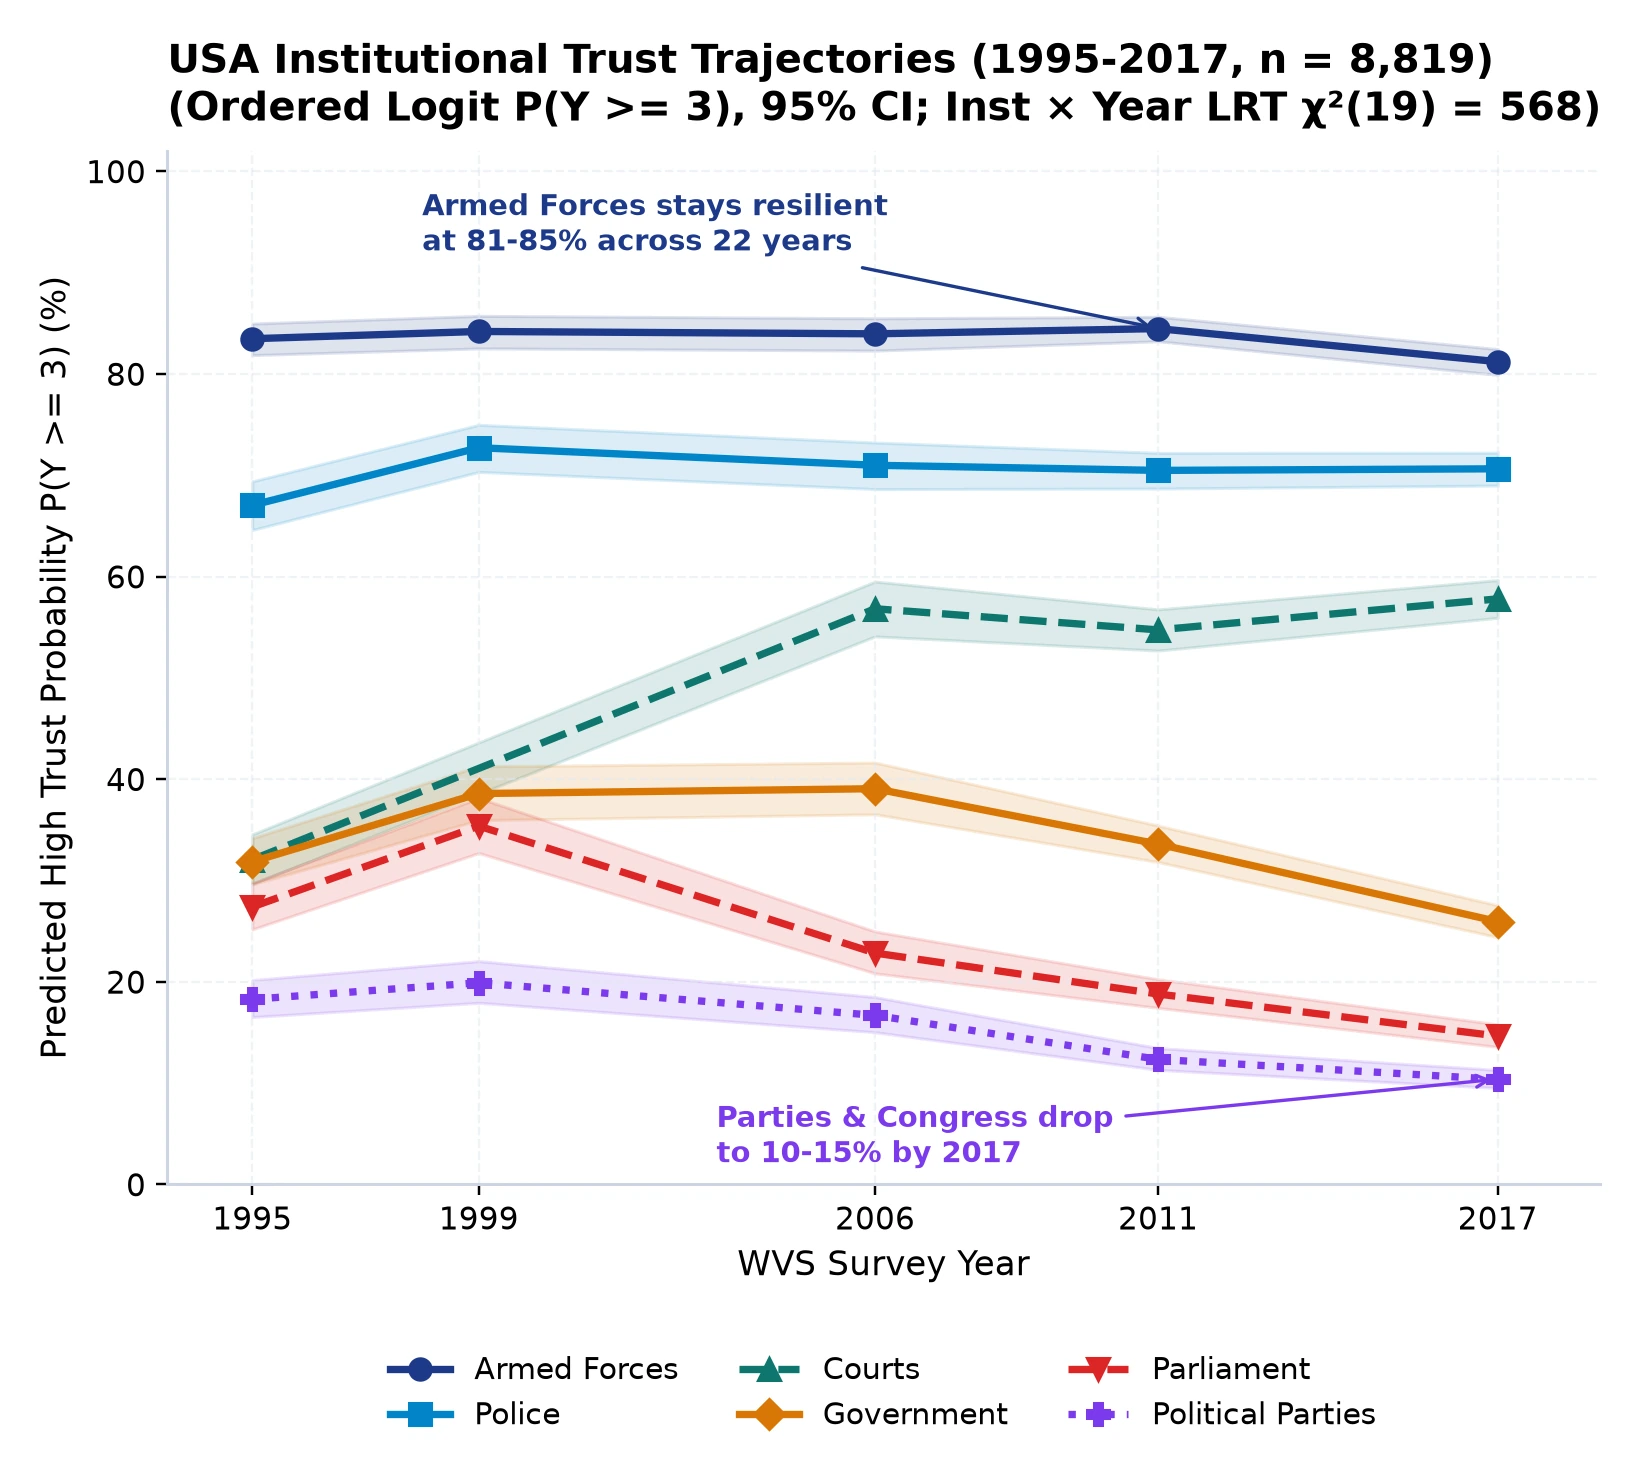 USA Institutional Trust Trajectories (1995-2017, n = 8,819)
(Ordered Logit P(Y >= 3), 95% CI; Inst × Year LRT χ²(19) = 568)
Predicted High Trust Probability P(Y >= 3) (%)
100
80
60
40
20
0
Armed Forces stays resilient
at 81-85% across 22 years
Parties & Congress drop
to 10-15% by 2017
1995 1999 2006 2011 2017
WVS Survey Year
Armed Forces Courts Parliament
Police Government Political Parties